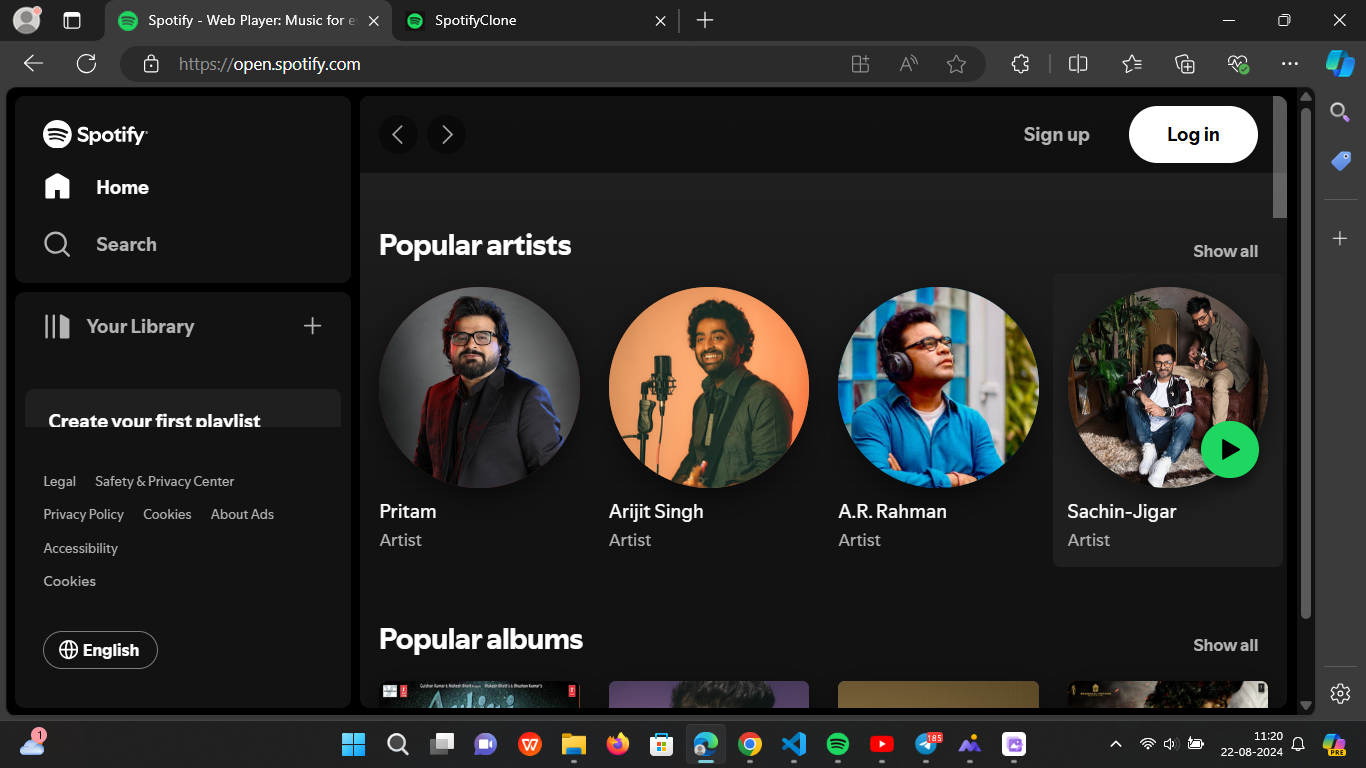 Spotify - Web Player: Music for e
SpotifyClone
https://open.spotify.com
Spotify
Home
Search
Your Library
Create your first playlist
Legal Safety & Privacy Center
Privacy Policy Cookies About Ads
Accessibility
Cookies
English
Sign up
Log in
Popular artists
Show all
Pritam
Artist
Arijit Singh
Artist
A.R. Rahman
Artist
Sachin-Jigar
Artist
Popular albums
Show all
1
W
185
11:20
22-08-2024
PRE